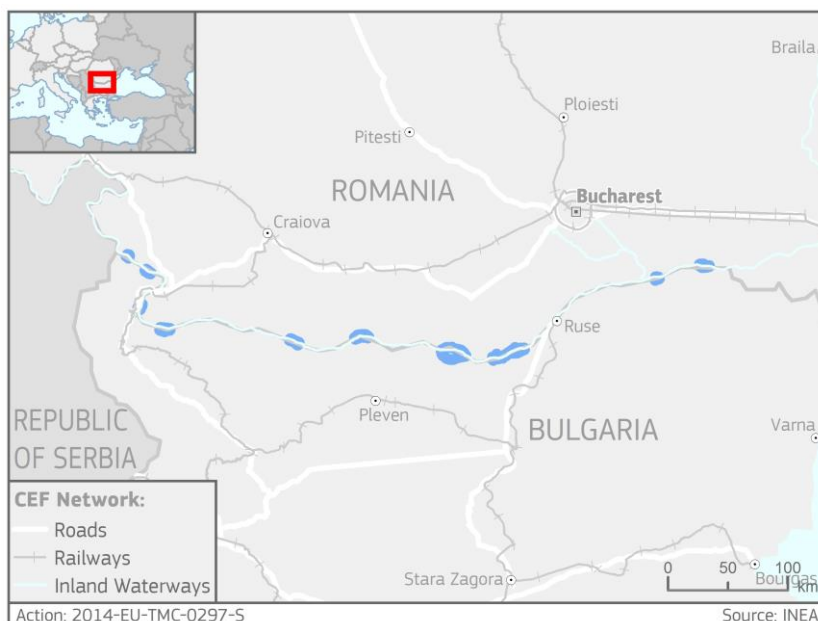 Braila
Ploiesti
Pitesti
ROMANIA
Bucharest
Craiova
Ruse
REPUBLIC
OF SERBIA
Pleven
BULGARIA
Varna
CEF Network:
Roads
Railways
Inland Waterways
Stara Zagora
0 50 100
km
Bourgas
Action: 2014-EU-TMC-0297-S
Source: INEA